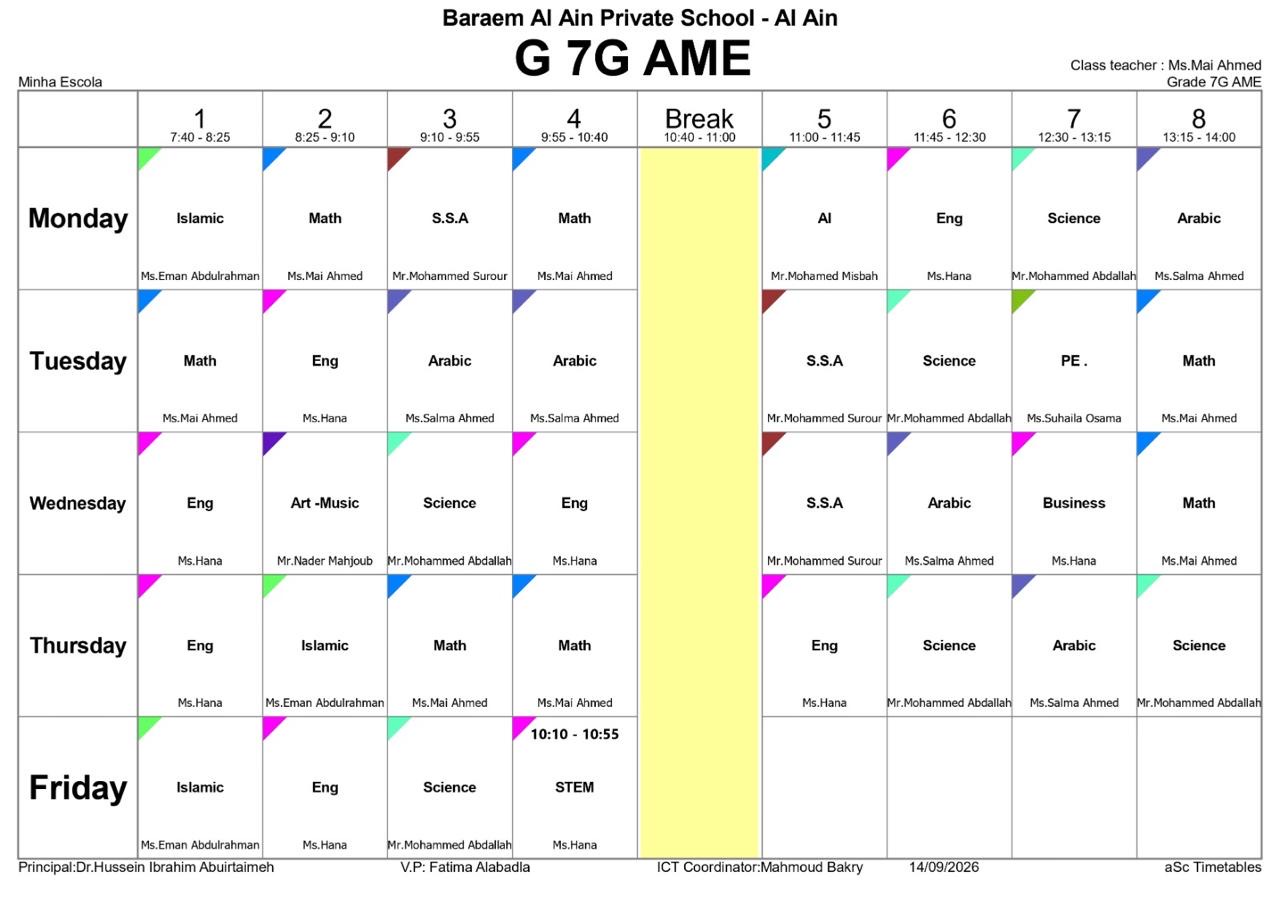 Baraem Al Ain Private School - Al Ain
G 7G AME
Class teacher : Ms.Mai Ahmed
Minha Escola
Grade 7G AME
1 2 3 4 Break 5 6 7 8
7:40 - 8:25 8:25 - 9:10 9:10 - 9:55 9:55 - 10:40 10:40 - 11:00 11:00 - 11:45 11:45 - 12:30 12:30 - 13:15 13:15 - 14:00
Monday Islamic Math S.S.A Math AI Eng Science Arabic
Ms.Eman Abdulrahman Ms.Mai Ahmed Mr.Mohammed Surour Ms.Mai Ahmed Mr.Mohamed Misbah Ms.Hana Mr.Mohammed Abdallah Ms.Salma Ahmed
Tuesday Math Eng Arabic Arabic S.S.A Science PE . Math
Ms.Mai Ahmed Ms.Hana Ms.Salma Ahmed Ms.Salma Ahmed Mr.Mohammed Surour Mr.Mohammed Abdallah Ms.Suhaila Osama Ms.Mai Ahmed
Wednesday Eng Art -Music Science Eng S.S.A Arabic Business Math
Ms.Hana Mr.Nader Mahjoub Mr.Mohammed Abdallah Ms.Hana Mr.Mohammed Surour Ms.Salma Ahmed Ms.Hana Ms.Mai Ahmed
Thursday Eng Islamic Math Math Eng Science Arabic Science
Ms.Hana Ms.Eman Abdulrahman Ms.Mai Ahmed Ms.Mai Ahmed Ms.Hana Mr.Mohammed Abdallah Ms.Salma Ahmed Mr.Mohammed Abdallah
10:10 - 10:55
Friday Islamic Eng Science STEM
Ms.Eman Abdulrahman Ms.Hana Mr.Mohammed Abdallah Ms.Hana
Principal:Dr.Hussein Ibrahim Abuirtaimeh V.P: Fatima Alabadla ICT Coordinator:Mahmoud Bakry 14/09/2026 aSc Timetables